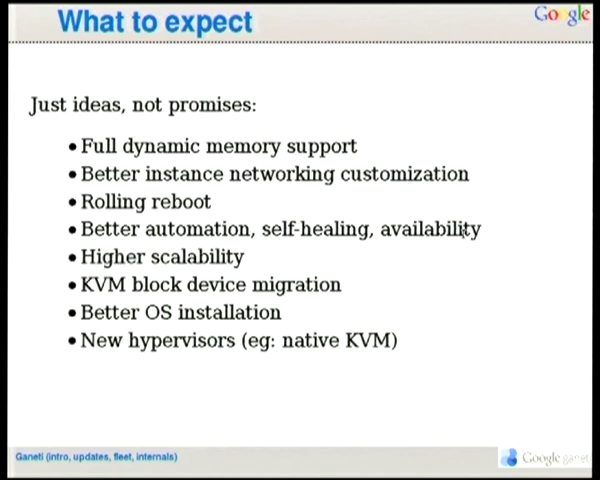 What to expect
Google
Just ideas, not promises:
• Full dynamic memory support
• Better instance networking customization
• Rolling reboot
• Better automation, self-healing, availability
• Higher scalability
• KVM block device migration
• Better OS installation
• New hypervisors (eg: native KVM)
Ganeti (intro, updates, fleet, internals)
Google ganeti